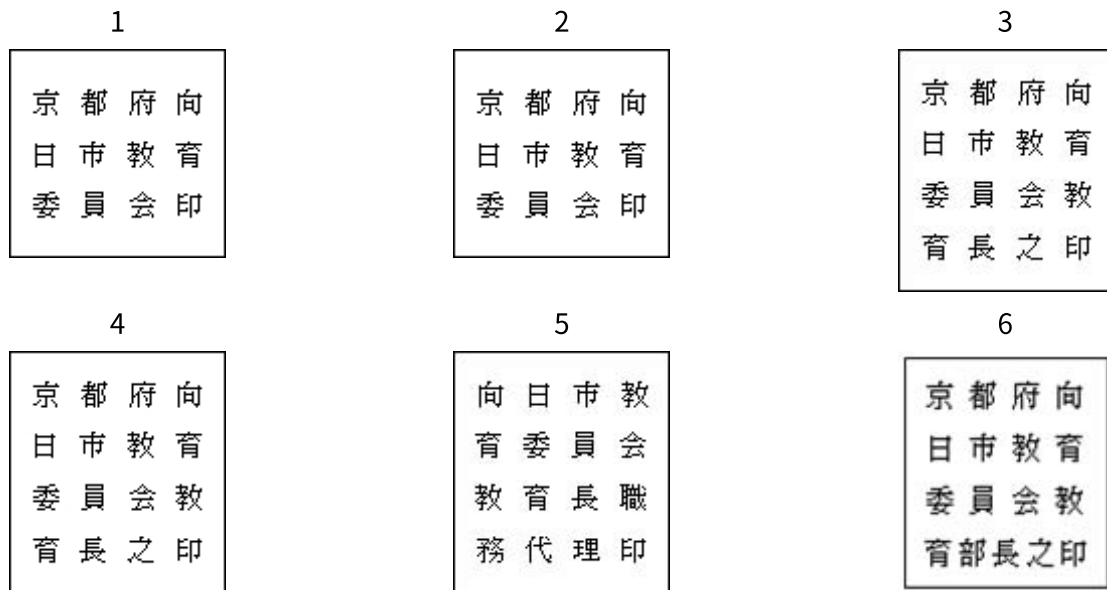 1
京都府向
日市教育
委員会印
2
京都府向
日市教育
委員会印
3
京都府向
日市教育
委員会教
育長之印
4
京都府向
日市教育
委員会教
育長之印
5
向日市教
育委員会
教育長職
務代理印
6
京都府向
日市教育
委員会教
育部長之印